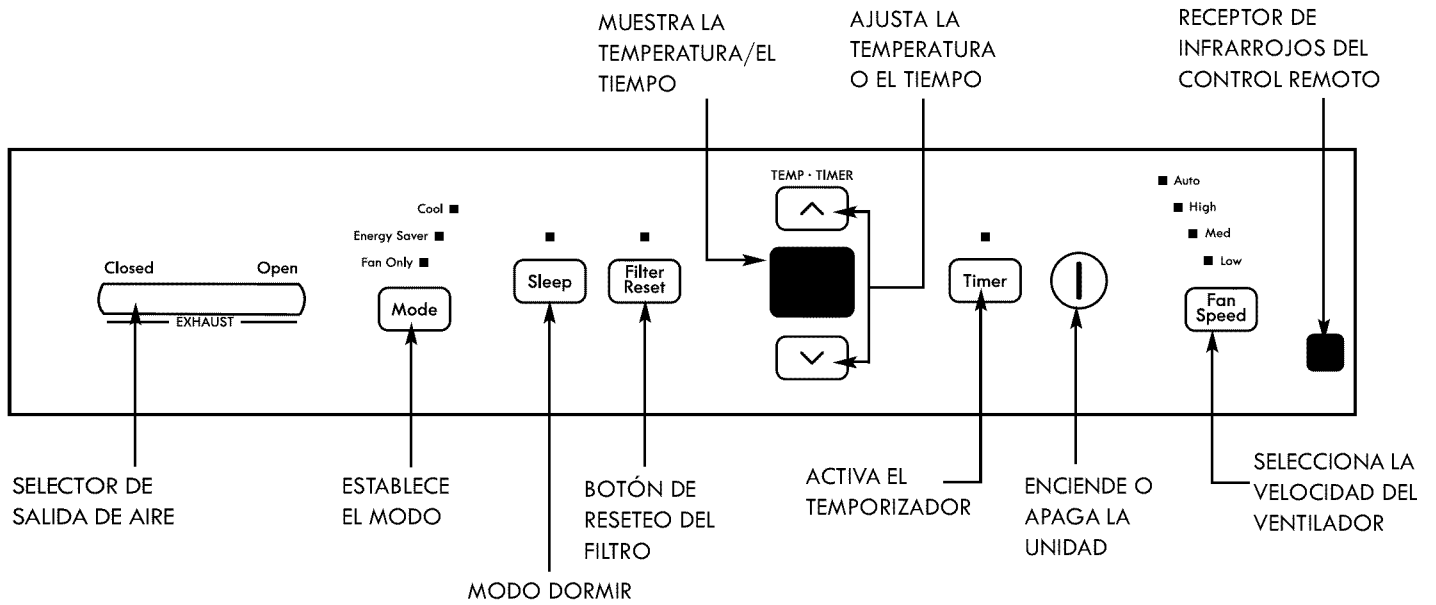 MUESTRA LA
TEMPERATURA/EL
TIEMPO
AJUSTA LA
TEMPERATURA
O EL TIEMPO
RECEPTOR DE
INFRARROJOS DEL
CONTROL REMOTO
TEMP · TIMER
Auto
High
Med
Low
Cool
Energy Saver
Fan Only
Closed
Open
EXHAUST
Mode
Sleep
Filter
Reset
Timer
Fan
Speed
SELECTOR DE
SALIDA DE AIRE
ESTABLECE
EL MODO
MODO DORMIR
BOTÓN DE
RESETEO DEL
FILTRO
ACTIVA EL
TEMPORIZADOR
ENCIENDE O
APAGA LA
UNIDAD
SELECCIONA LA
VELOCIDAD DEL
VENTILADOR